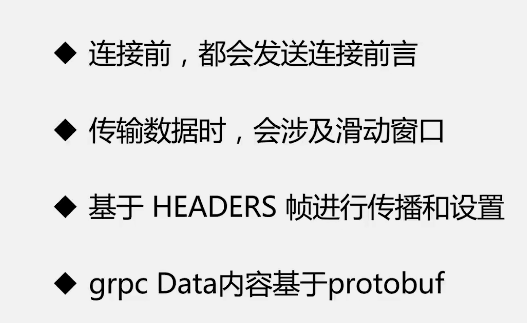 ◆ 连接前，都会发送连接前言
◆ 传输数据时，会涉及滑动窗口
◆ 基于 HEADERS 帧进行传播和设置
◆ grpc Data内容基于protobuf